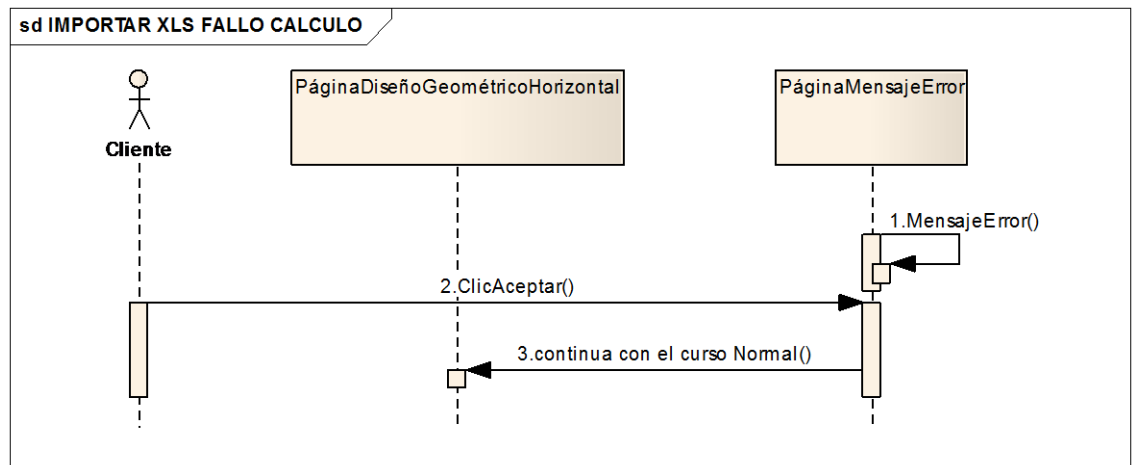 sd IMPORTAR XLS FALLO CALCULO
Cliente
PáginaDiseñoGeométricoHorizontal
PáginaMensajeError
1.MensajeError()
2.ClicAceptar()
3.continua con el curso Normal()